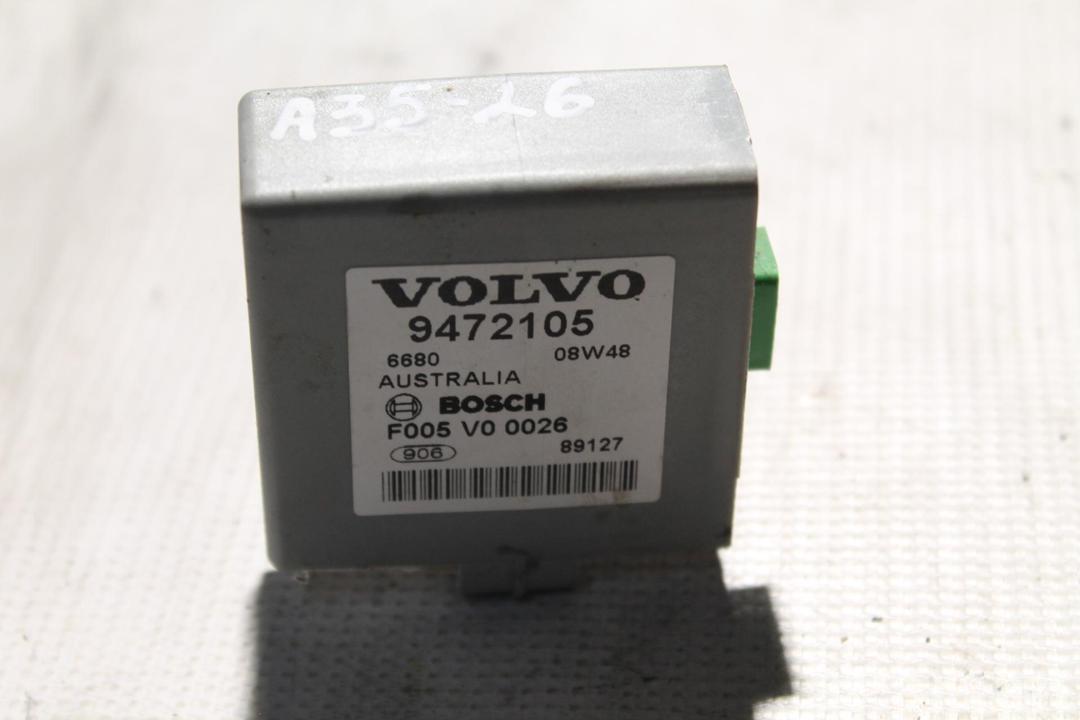 A35-26
VOLVO
9472105
6680 08W48
AUSTRALIA
BOSCH
F005 V0 0026
906 89127